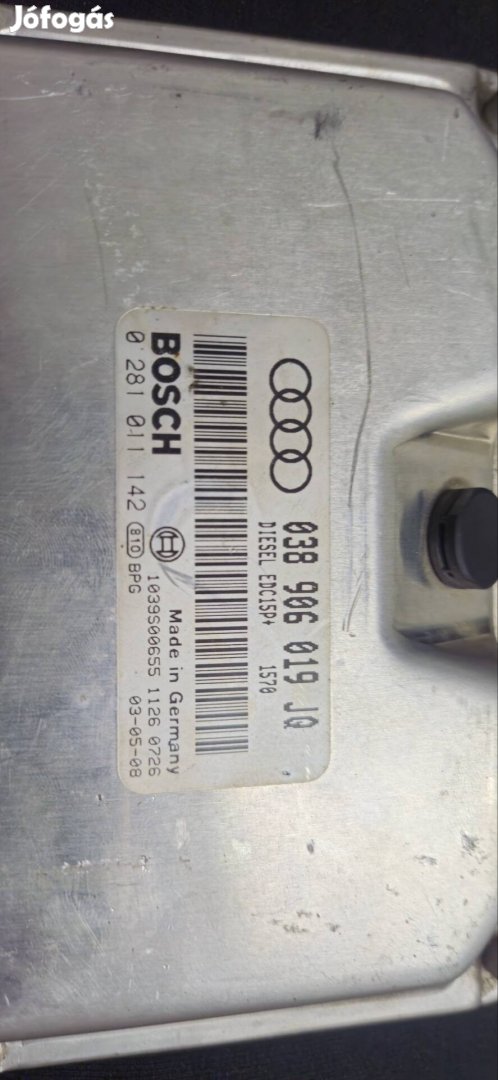 Jófogás
038 906 019 JQ
DIESEL EDC15P+ 1570
BOSCH
Made in Germany
0 281 011 142 810 BPG
1039S00655 1126 0726
03-05-08